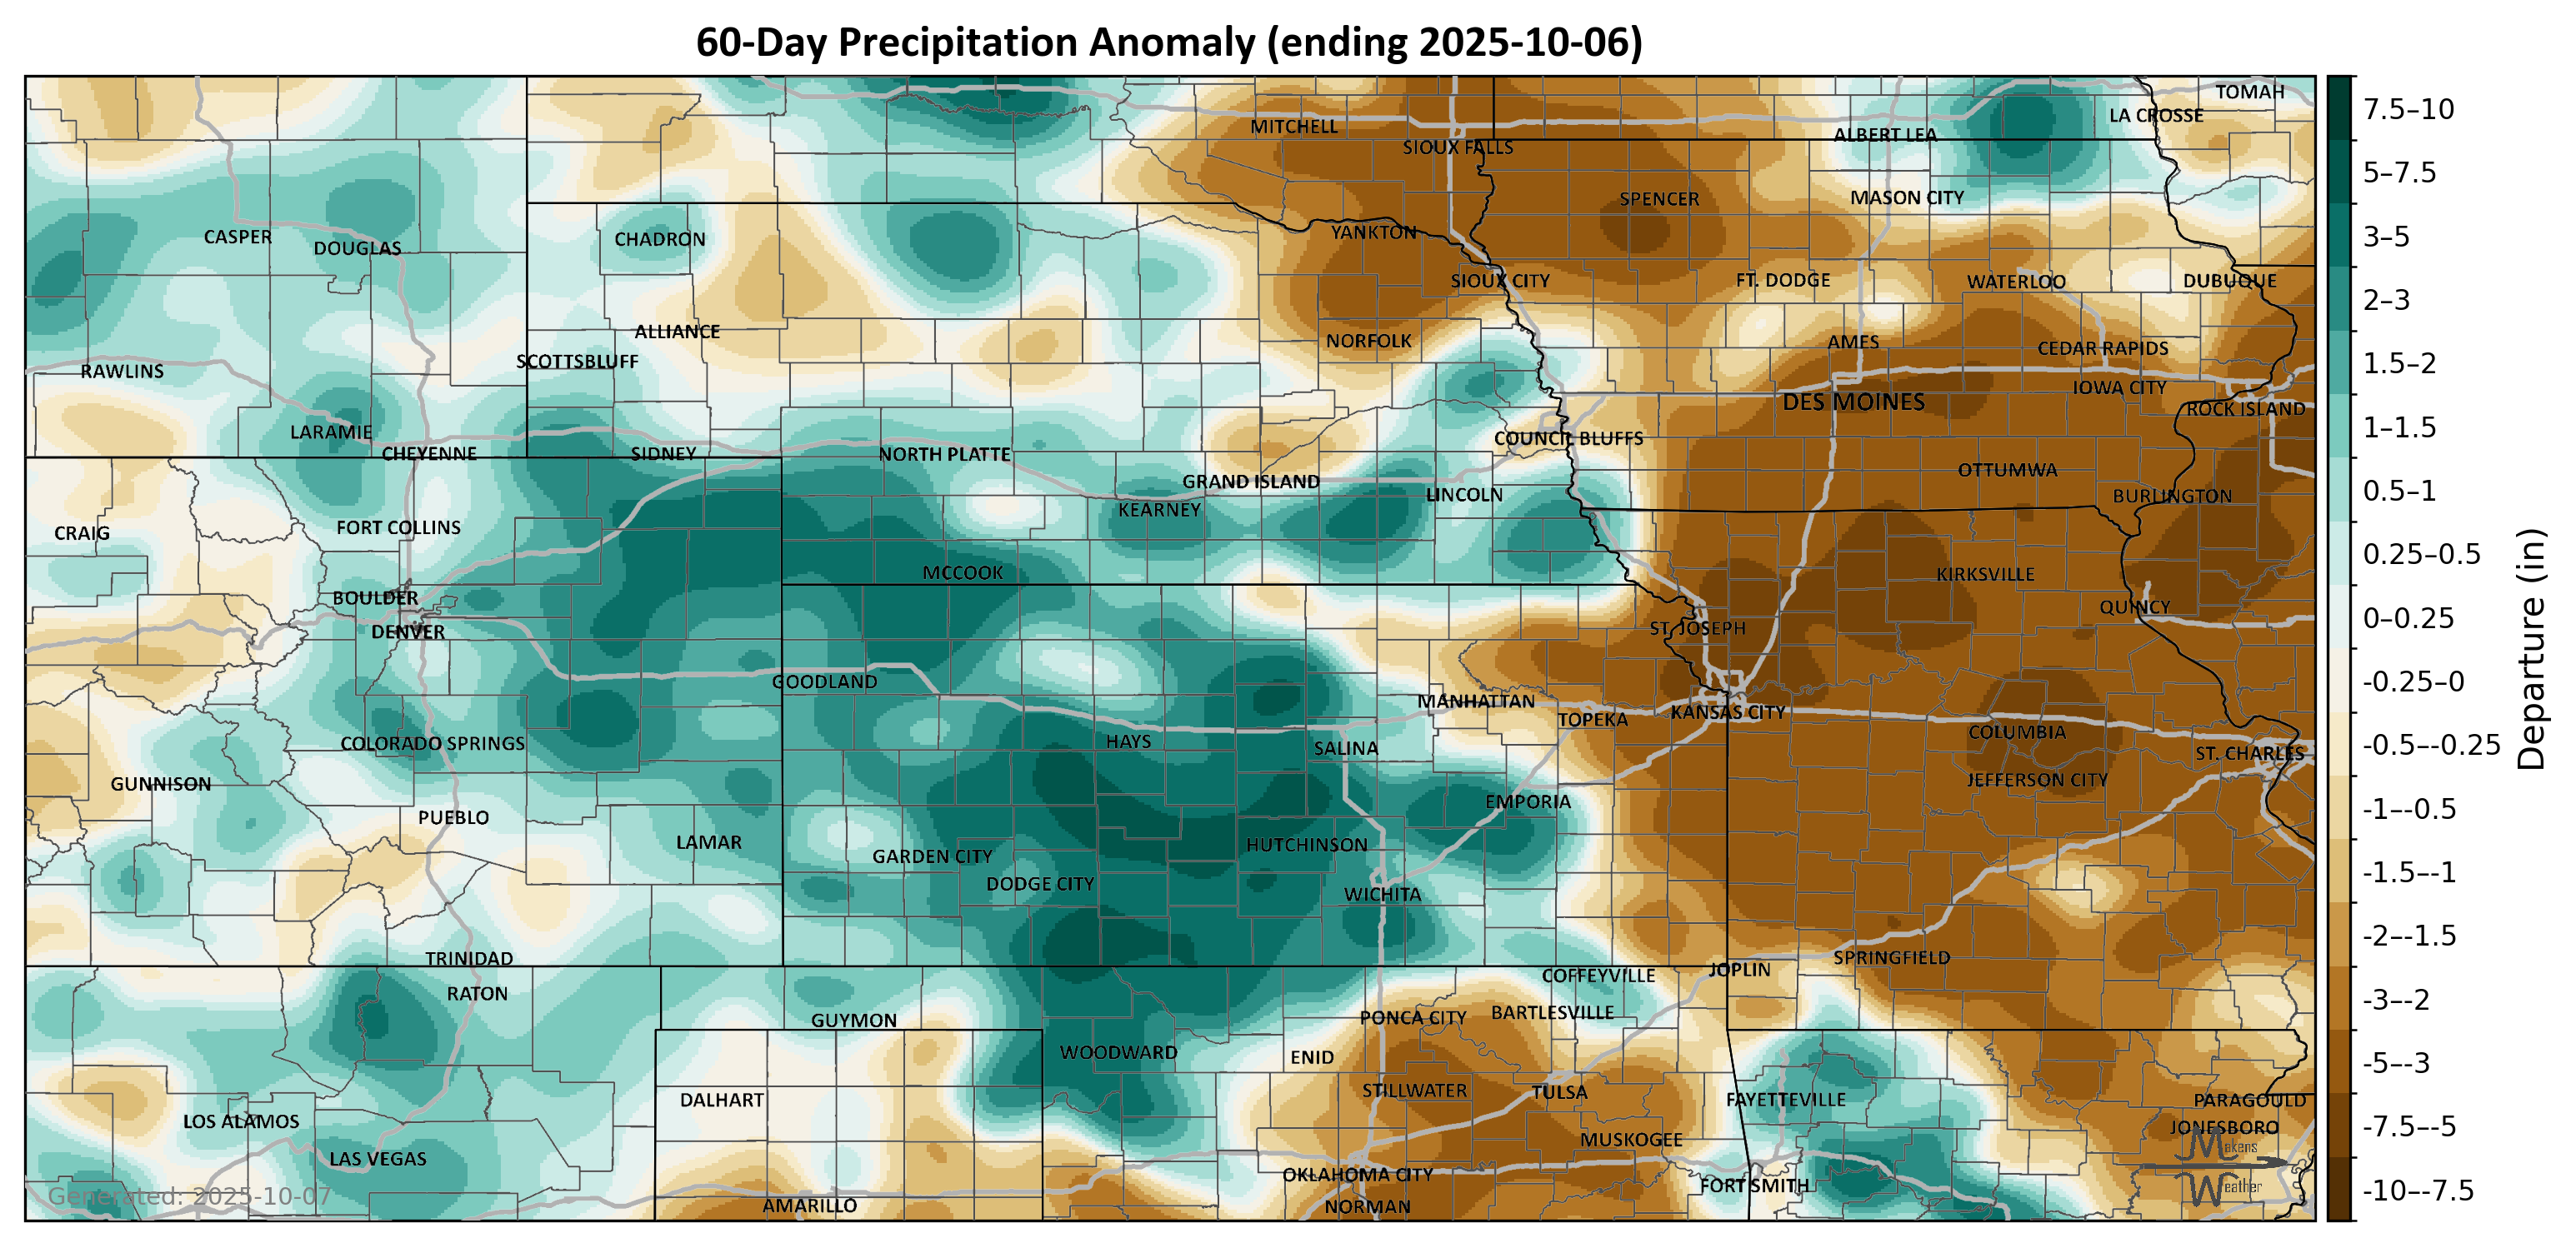 60-Day Precipitation Anomaly (ending 2025-10-06)
TOMAH
LA CROSSE
MITCHELL
ALBERT LEA
SIOUX FALLS
SPENCER
MASON CITY
CASPER
DOUGLAS
CHADRON
YANKTON
SIOUX CITY
FT. DODGE
WATERLOO
DUBUQUE
ALLIANCE
NORFOLK
AMES
CEDAR RAPIDS
SCOTTSBLUFF
RAWLINS
IOWA CITY
DES MOINES
ROCK ISLAND
LARAMIE
COUNCIL BLUFFS
CHEYENNE
SIDNEY
NORTH PLATTE
OTTUMWA
GRAND ISLAND
LINCOLN
BURLINGTON
KEARNEY
CRAIG
FORT COLLINS
MCCOOK
KIRKSVILLE
BOULDER
QUINCY
DENVER
ST. JOSEPH
GOODLAND
MANHATTAN
KANSAS CITY
TOPEKA
COLUMBIA
COLORADO SPRINGS
HAYS
SALINA
ST. CHARLES
GUNNISON
JEFFERSON CITY
EMPORIA
PUEBLO
LAMAR
HUTCHINSON
GARDEN CITY
DODGE CITY
WICHITA
TRINIDAD
SPRINGFIELD
JOPLIN
COFFEYVILLE
RATON
GUYMON
PONCA CITY
BARTLESVILLE
WOODWARD
ENID
STILLWATER
TULSA
DALHART
FAYETTEVILLE
PARAGOULD
LOS ALAMOS
JONESBORO
MUSKOGEE
LAS VEGAS
OKLAHOMA CITY
FORT SMITH
AMARILLO
NORMAN
Generated: 2025-10-07
Makens
Weather
7.5–10
5–7.5
3–5
2–3
1.5–2
1–1.5
0.5–1
0.25–0.5
0–0.25
-0.25–0
-0.5–-0.25
-1–-0.5
-1.5–-1
-2–-1.5
-3–-2
-5–-3
-7.5–-5
-10–-7.5
Departure (in)